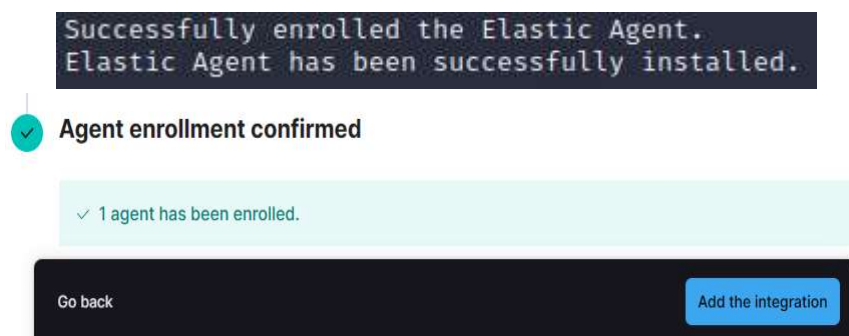 Successfully enrolled the Elastic Agent.
Elastic Agent has been successfully installed.
Agent enrollment confirmed
1 agent has been enrolled.
Go back
Add the integration